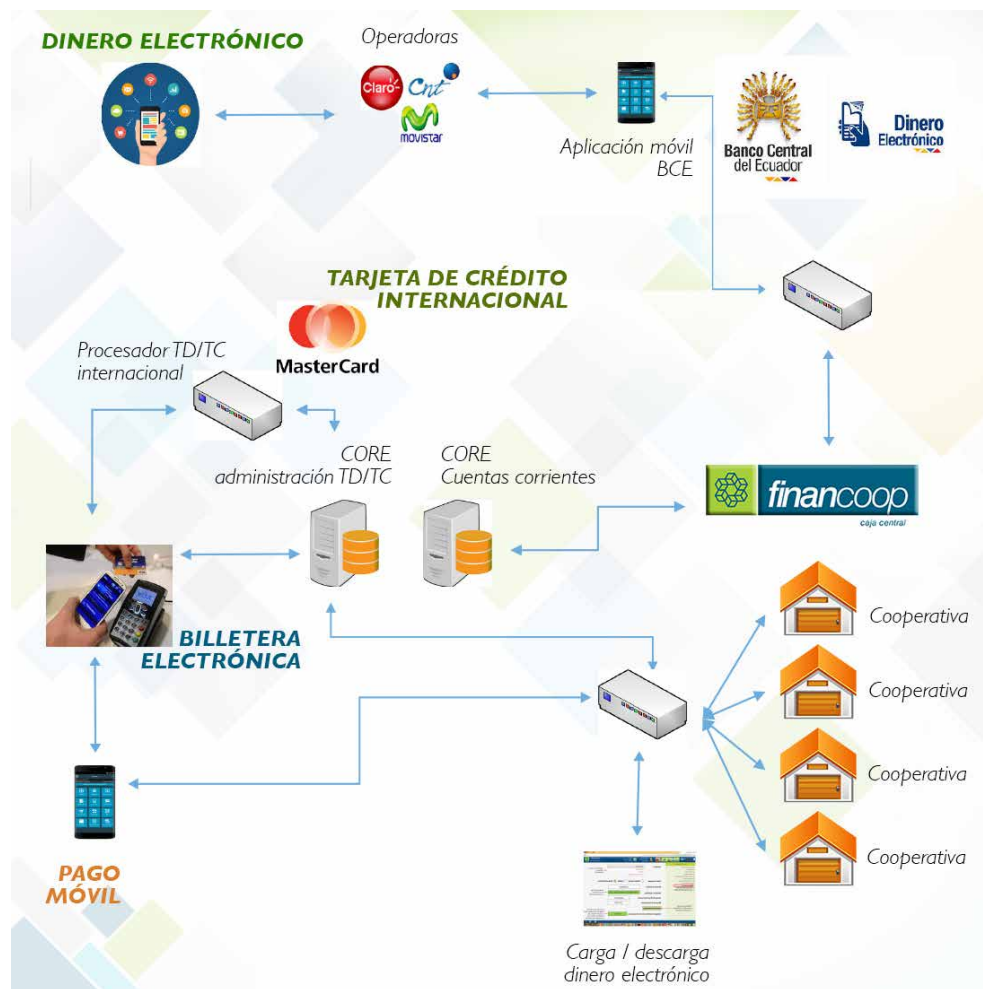 DINERO ELECTRÓNICO
Operadoras
Claro
Cnt
movistar
Aplicación móvil
BCE
Banco Central
del Ecuador
Dinero
Electrónico
TARJETA DE CRÉDITO
INTERNACIONAL
MasterCard
Procesador TD/TC
internacional
CORE
administración TD/TC
CORE
Cuentas corrientes
financoop
caja central
BILLETERA
ELECTRÓNICA
Cooperativa
Cooperativa
Cooperativa
Cooperativa
PAGO
MÓVIL
Carga / descarga
dinero electrónico